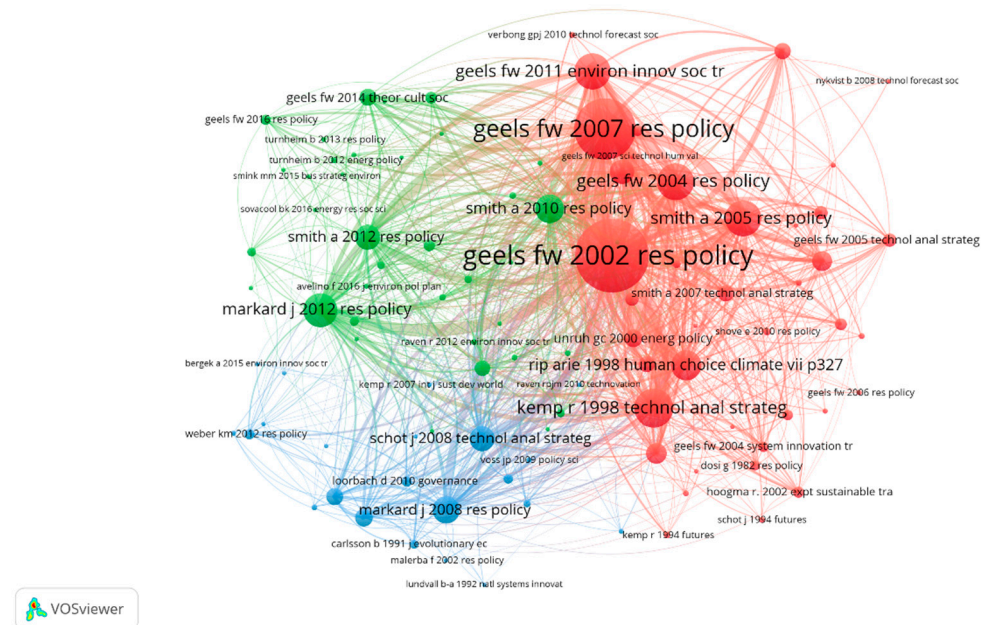 verbong gpj 2010 technol forecast soc
geels fw 2011 environ innov soc tr
nykvist b 2008 technol forecast soc
geels fw 2014 theor cult soc
geels fw 2016 res policy
geels fw 2007 res policy
turnheim b 2013 res policy
geels fw 2007 sci technol hum val
turnheim b 2012 energ policy
smink mm 2015 bus strateg environ
geels fw 2004 res policy
sovacool bk 2016 energy res soc sci
smith a 2010 res policy
smith a 2005 res policy
smith a 2012 res policy
geels fw 2005 technol anal strateg
geels fw 2002 res policy
avelino f 2016 j environ pol plan
smith a 2007 technol anal strateg
markard j 2012 res policy
shove e 2010 res policy
raven r 2012 environ innov soc tr
unruh gc 2000 energ policy
bergek a 2015 environ innov soc tr
rip arie 1998 human choice climate vii p327
kemp r 2007 int j sust dev world
raven rpjm 2010 technovation
geels fw 2006 res policy
kemp r 1998 technol anal strateg
weber km 2012 res policy
schot j 2008 technol anal strateg
geels fw 2004 system innovation tr
voss jp 2009 policy sci
dosi g 1982 res policy
loorbach d 2010 governance
hoogma r. 2002 expt sustainable tra
markard j 2008 res policy
schot j 1994 futures
kemp r 1994 futures
carlsson b 1991 j evolutionary ec
malerba f 2002 res policy
lundvall b-a 1992 natl systems innovat
VOSviewer